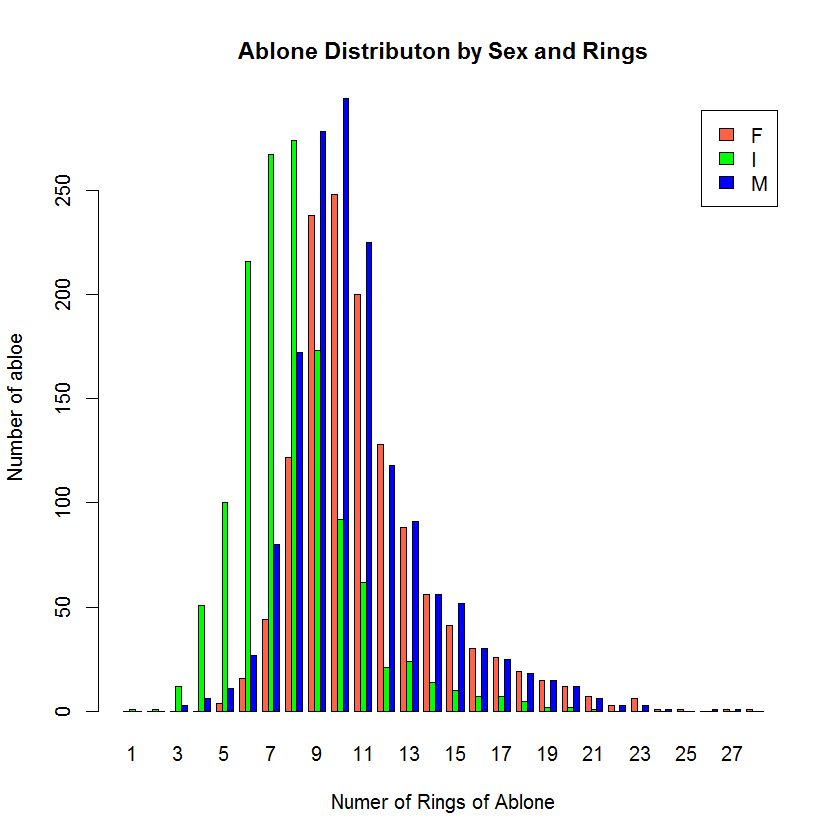 Ablone Distributon by Sex and Rings
F
I
M
250
200
150
100
50
0
Number of abloe
1 3 5 7 9 11 13 15 17 19 21 23 25 27
Numer of Rings of Ablone